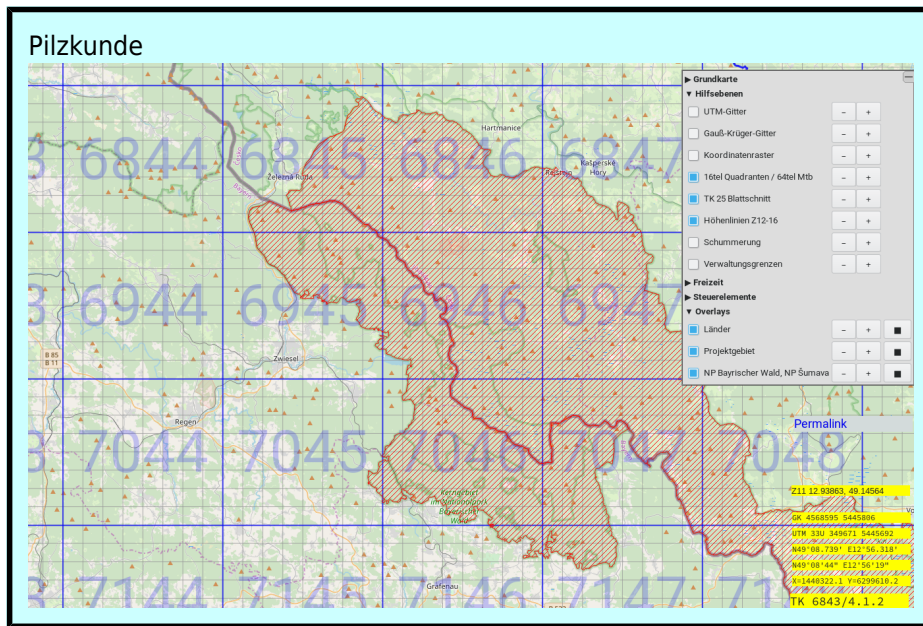 Pilzkunde
Grundkarte
Hilfsebenen
UTM-Gitter
Gauß-Krüger-Gitter
Koordinatenraster
16tel Quadranten / 64tel Mtb
TK 25 Blattschnitt
Höhenlinien Z12-16
Schummerung
Verwaltungsgrenzen
Freizeit
Steuerelemente
Overlays
Länder
Projektgebiet
NP Bayrischer Wald, NP Šumava
Hartmanice
6844 6845 6846 6847
Kašperské
Hory
Rejštejn
Železná Ruda
6944 6945 6946 6947
B 85
B 11
Zwiesel
Regen
7044 7045 7046 7047 7048
Kerngebiet
im Nationalpark
Bayerischer
Wald
Grafenau
7144 7145 7146 7147
Permalink
Z11 12.93863, 49.14564
GK 4568595 5445806
UTM 33U 349671 5445692
N49°08.739' E12°56.318'
N49°08'44" E12°56'19"
X=1440322.1 Y=6299610.2
TK 6843/4.1.2